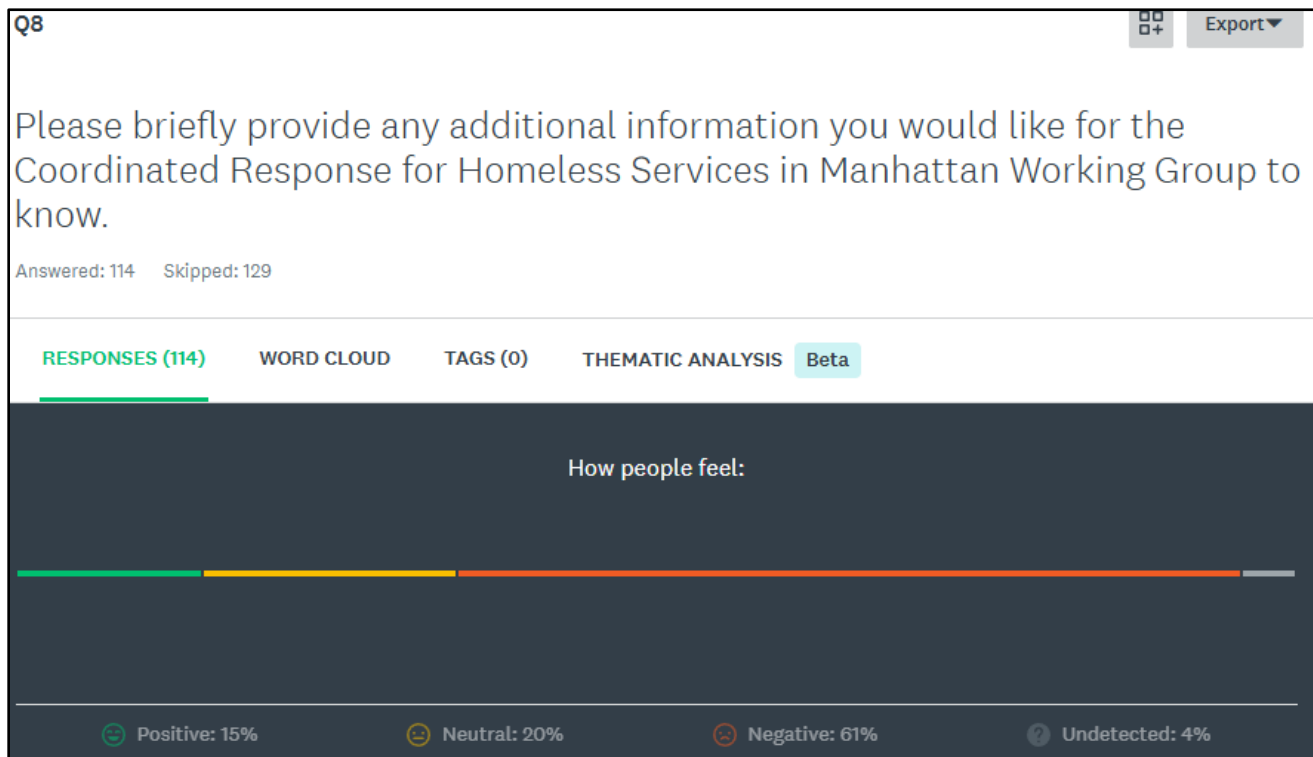 Q8
Export
Please briefly provide any additional information you would like for the
Coordinated Response for Homeless Services in Manhattan Working Group to
know.
Answered: 114 Skipped: 129
RESPONSES (114) WORD CLOUD TAGS (0) THEMATIC ANALYSIS Beta
How people feel:
Positive: 15% Neutral: 20% Negative: 61% Undetected: 4%